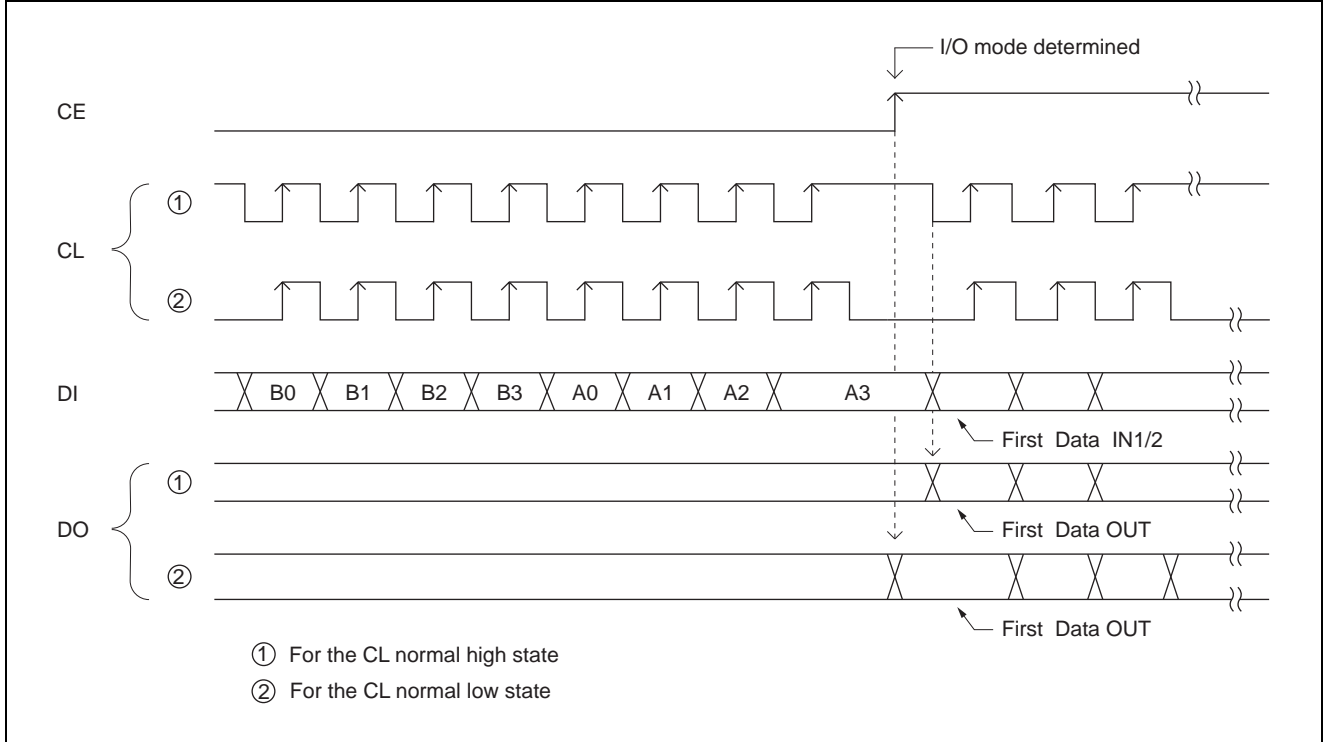 I/O mode determined
CE
①
CL
②
DI B0 B1 B2 B3 A0 A1 A2 A3
First Data IN1/2
①
First Data OUT
DO
②
First Data OUT
① For the CL normal high state
② For the CL normal low state